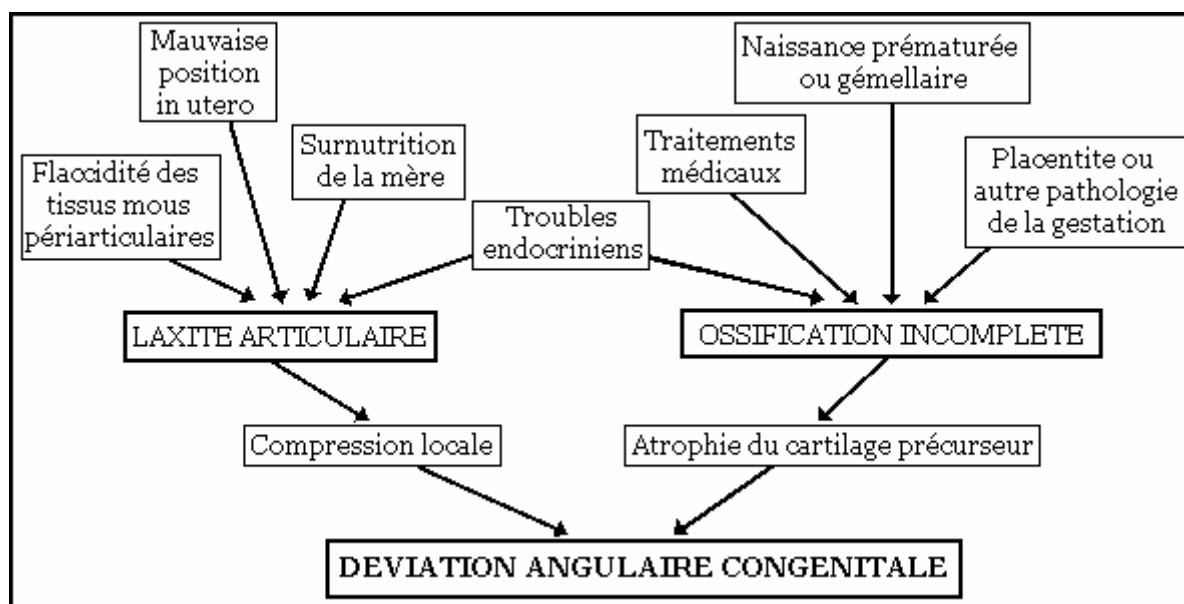 Mauvaise
position
in utero
Naissance prématurée
ou gémellaire
Flaccidité des
tissus mous
périarticulaires
Surnutrition
de la mère
Traitements
médicaux
Placentite ou
autre pathologie
de la gestation
Troubles
endocriniens
LAXITE ARTICULAIRE
OSSIFICATION INCOMPLETE
Compression locale
Atrophie du cartilage précurseur
DEVIATION ANGULAIRE CONGENITALE